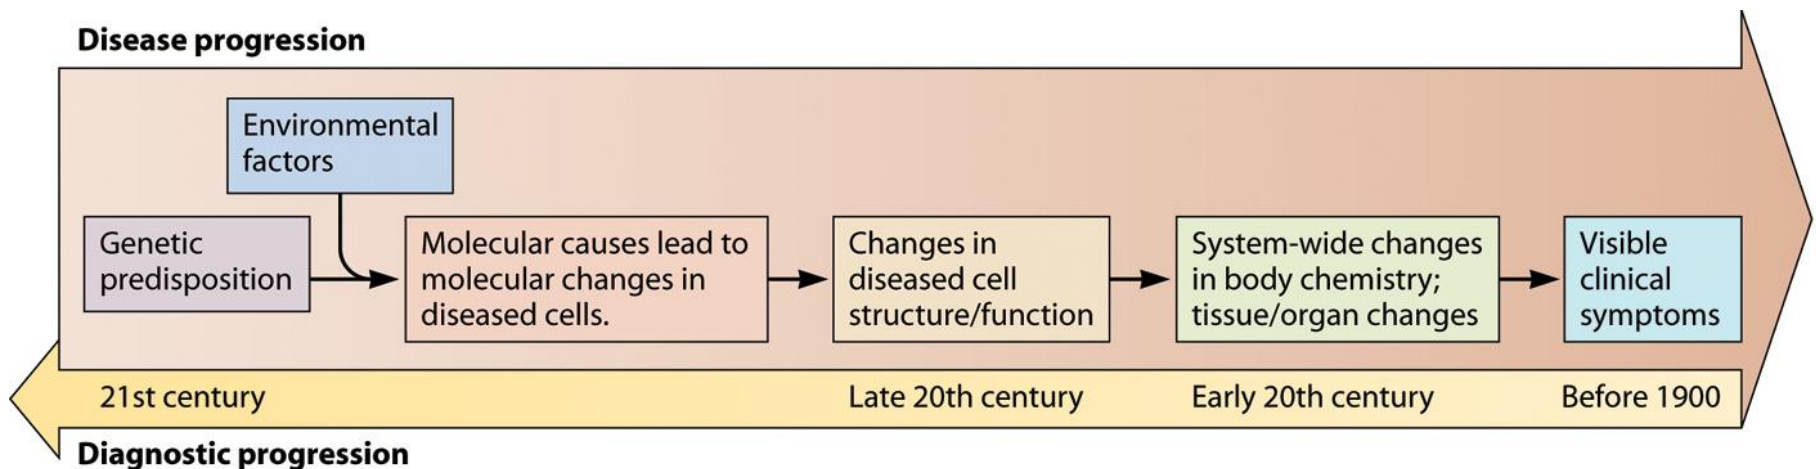 Disease progression
Environmental
factors
Genetic
predisposition
Molecular causes lead to
molecular changes in
diseased cells.
Changes in
diseased cell
structure/function
System-wide changes
in body chemistry;
tissue/organ changes
Visible
clinical
symptoms
21st century
Late 20th century
Early 20th century
Before 1900
Diagnostic progression